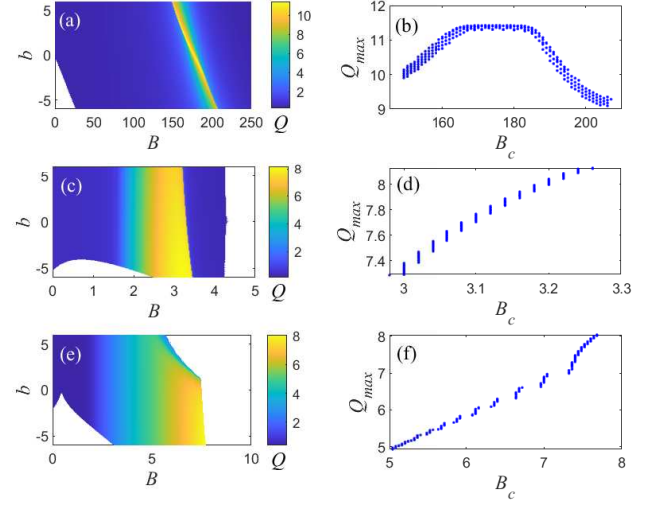 (a)
b
5
0
-5
0 50 100 150 200 250
B
10
8
6
4
2
Q
(b)
Q_max
12
11
10
9
160 180 200
B_c
(c)
b
5
0
-5
0 1 2 3 4 5
B
8
6
4
2
Q
(d)
Q_max
8
7.8
7.6
7.4
3 3.1 3.2 3.3
B_c
(e)
b
5
0
-5
0 5 10
B
8
6
4
2
Q
(f)
Q_max
8
7
6
5
5 6 7 8
B_c